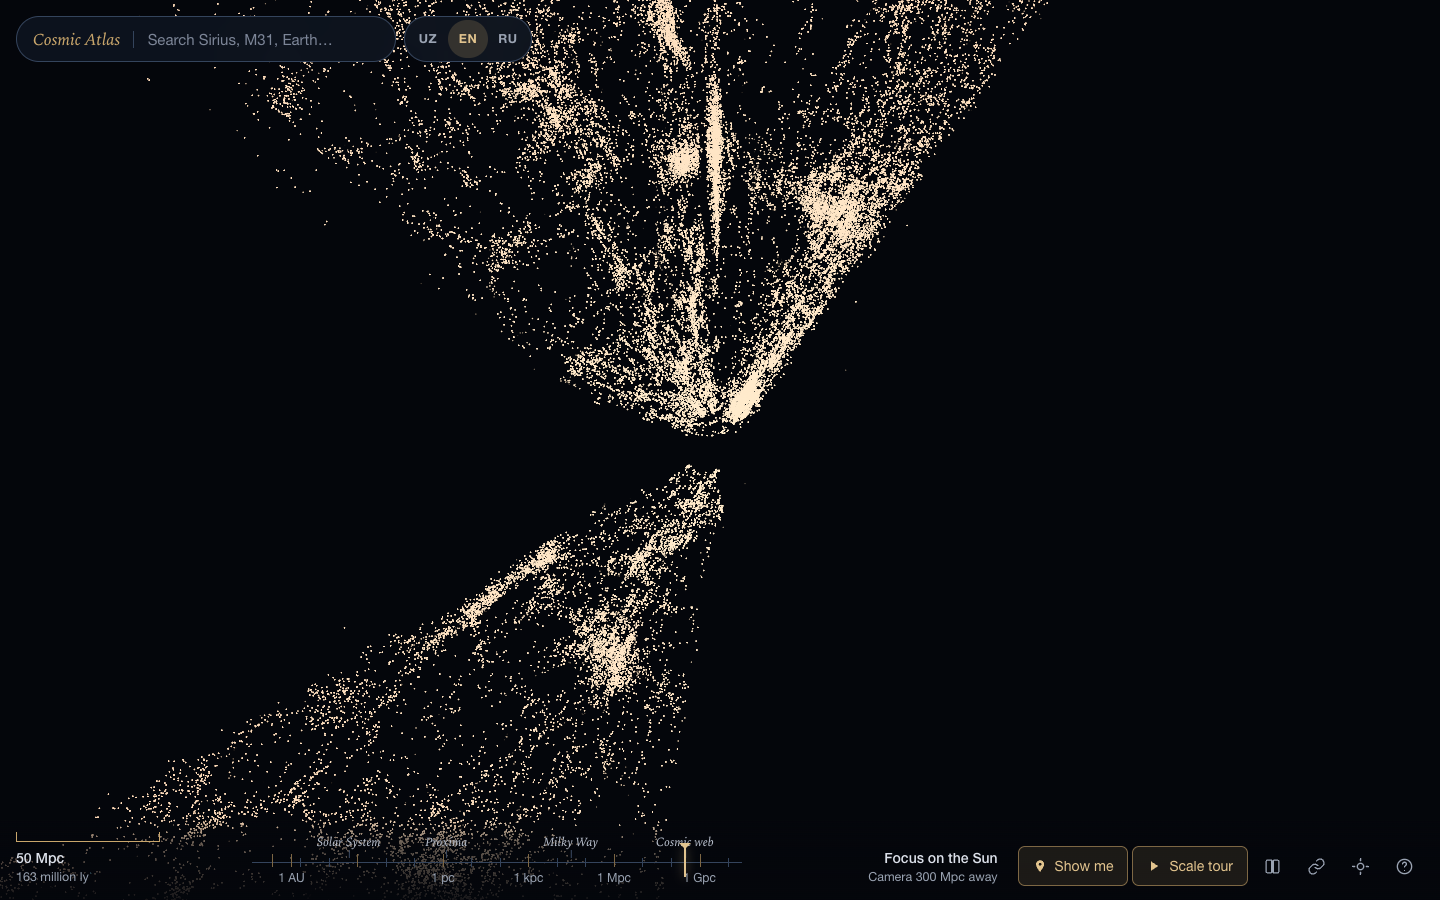 Cosmic Atlas
Search Sirius, M31, Earth...
UZ EN RU
50 Mpc
163 million ly
Solar System Proxima Milky Way Cosmic web
1 AU 1 pc 1 kpc 1 Mpc 1 Gpc
Focus on the Sun
Camera 300 Mpc away
Show me
Scale tour